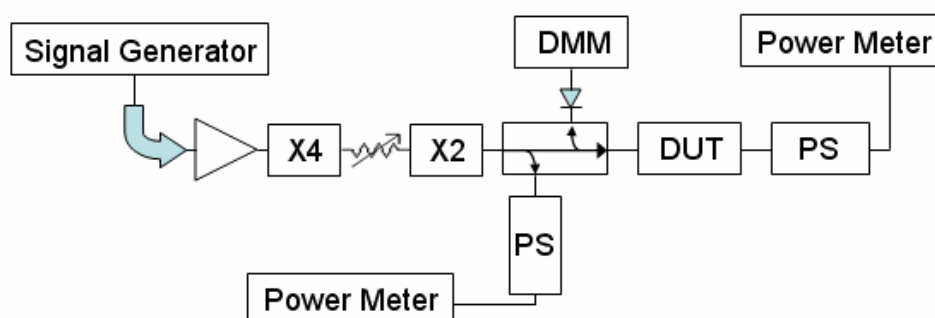 Signal Generator
DMM
Power Meter
X4
X2
DUT
PS
PS
Power Meter